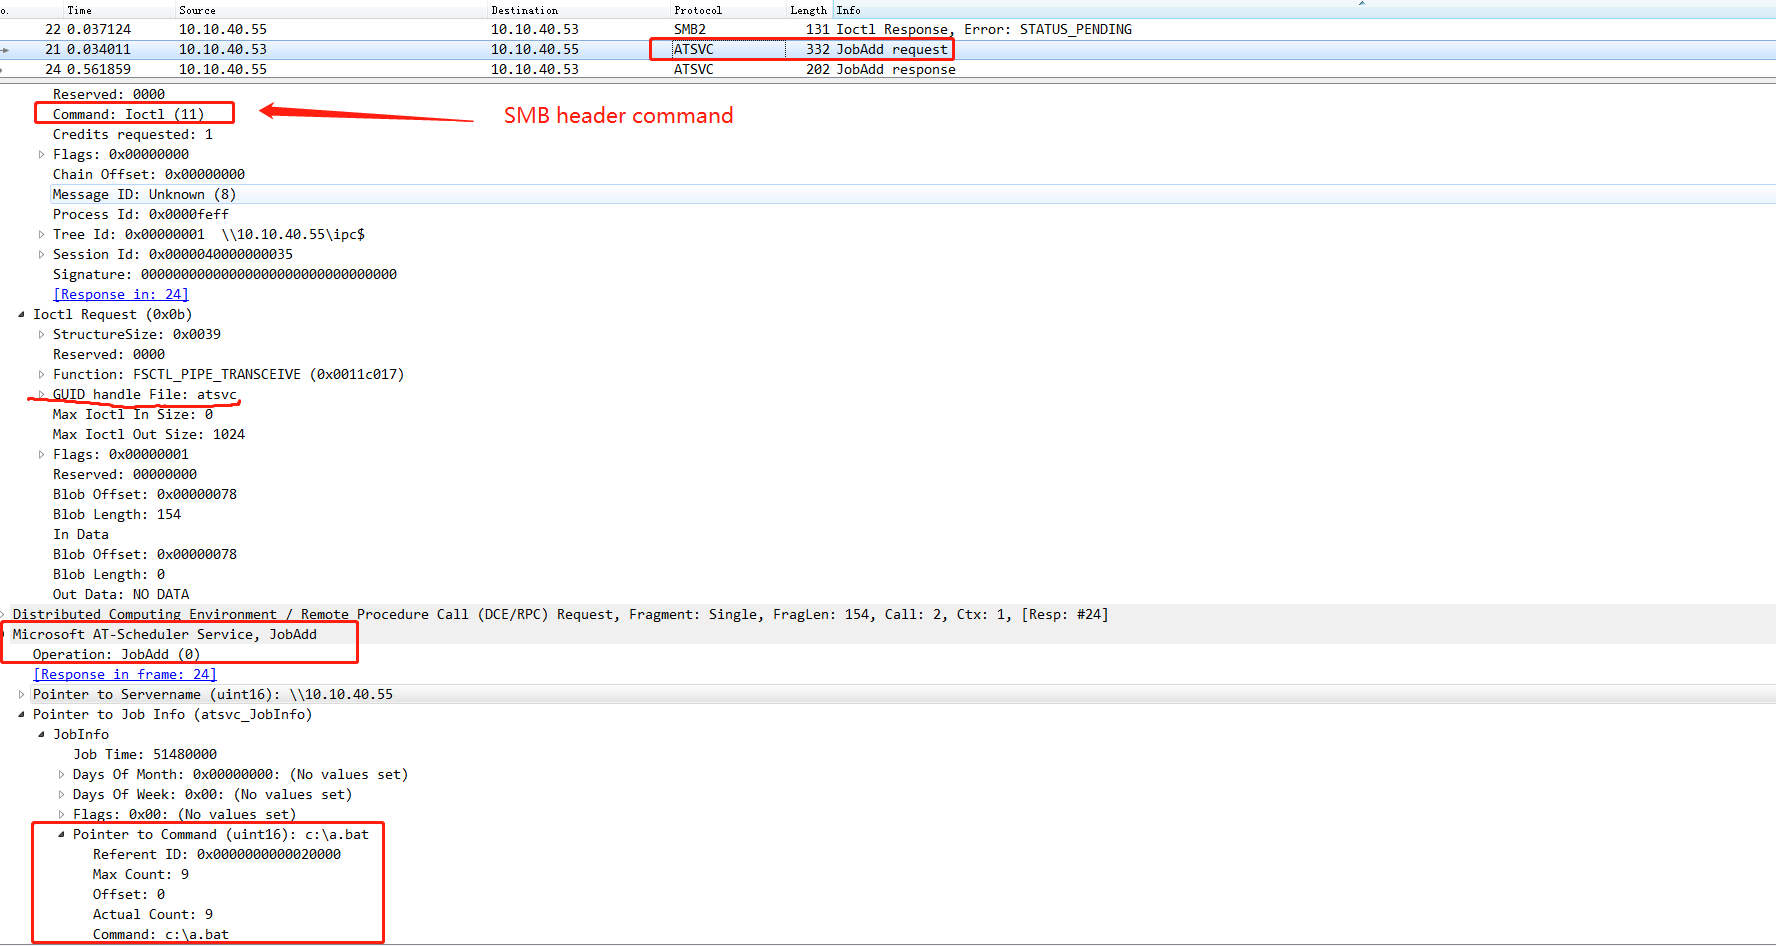 o. Time Source Destination Protocol Length Info
22 0.037124 10.10.40.55 10.10.40.53 SMB2 131 Ioctl Response, Error: STATUS_PENDING
21 0.034011 10.10.40.53 10.10.40.55 ATSVC 332 JobAdd request
24 0.561859 10.10.40.55 10.10.40.53 ATSVC 202 JobAdd response
Reserved: 0000
Command: Ioctl (11)
SMB header command
Credits requested: 1
Flags: 0x00000000
Chain Offset: 0x00000000
Message ID: Unknown (8)
Process Id: 0x0000feff
Tree Id: 0x00000001 \\10.10.40.55\ipc$
Session Id: 0x0000040000000035
Signature: 00000000000000000000000000000000
[Response in: 24]
Ioctl Request (0x0b)
StructureSize: 0x0039
Reserved: 0000
Function: FSCTL_PIPE_TRANSCEIVE (0x0011c017)
GUID handle File: atsvc
Max Ioctl In Size: 0
Max Ioctl Out Size: 1024
Flags: 0x00000001
Reserved: 00000000
Blob Offset: 0x00000078
Blob Length: 154
In Data
Blob Offset: 0x00000078
Blob Length: 0
Out Data: NO DATA
Distributed Computing Environment / Remote Procedure Call (DCE/RPC) Request, Fragment: Single, FragLen: 154, Call: 2, Ctx: 1, [Resp: #24]
Microsoft AT-Scheduler Service, JobAdd
Operation: JobAdd (0)
[Response in frame: 24]
Pointer to Servername (uint16): \\10.10.40.55
Pointer to Job Info (atsvc_JobInfo)
JobInfo
Job Time: 51480000
Days Of Month: 0x00000000: (No values set)
Days Of Week: 0x00: (No values set)
Flags: 0x00: (No values set)
Pointer to Command (uint16): c:\a.bat
Referent ID: 0x0000000000020000
Max Count: 9
Offset: 0
Actual Count: 9
Command: c:\a.bat